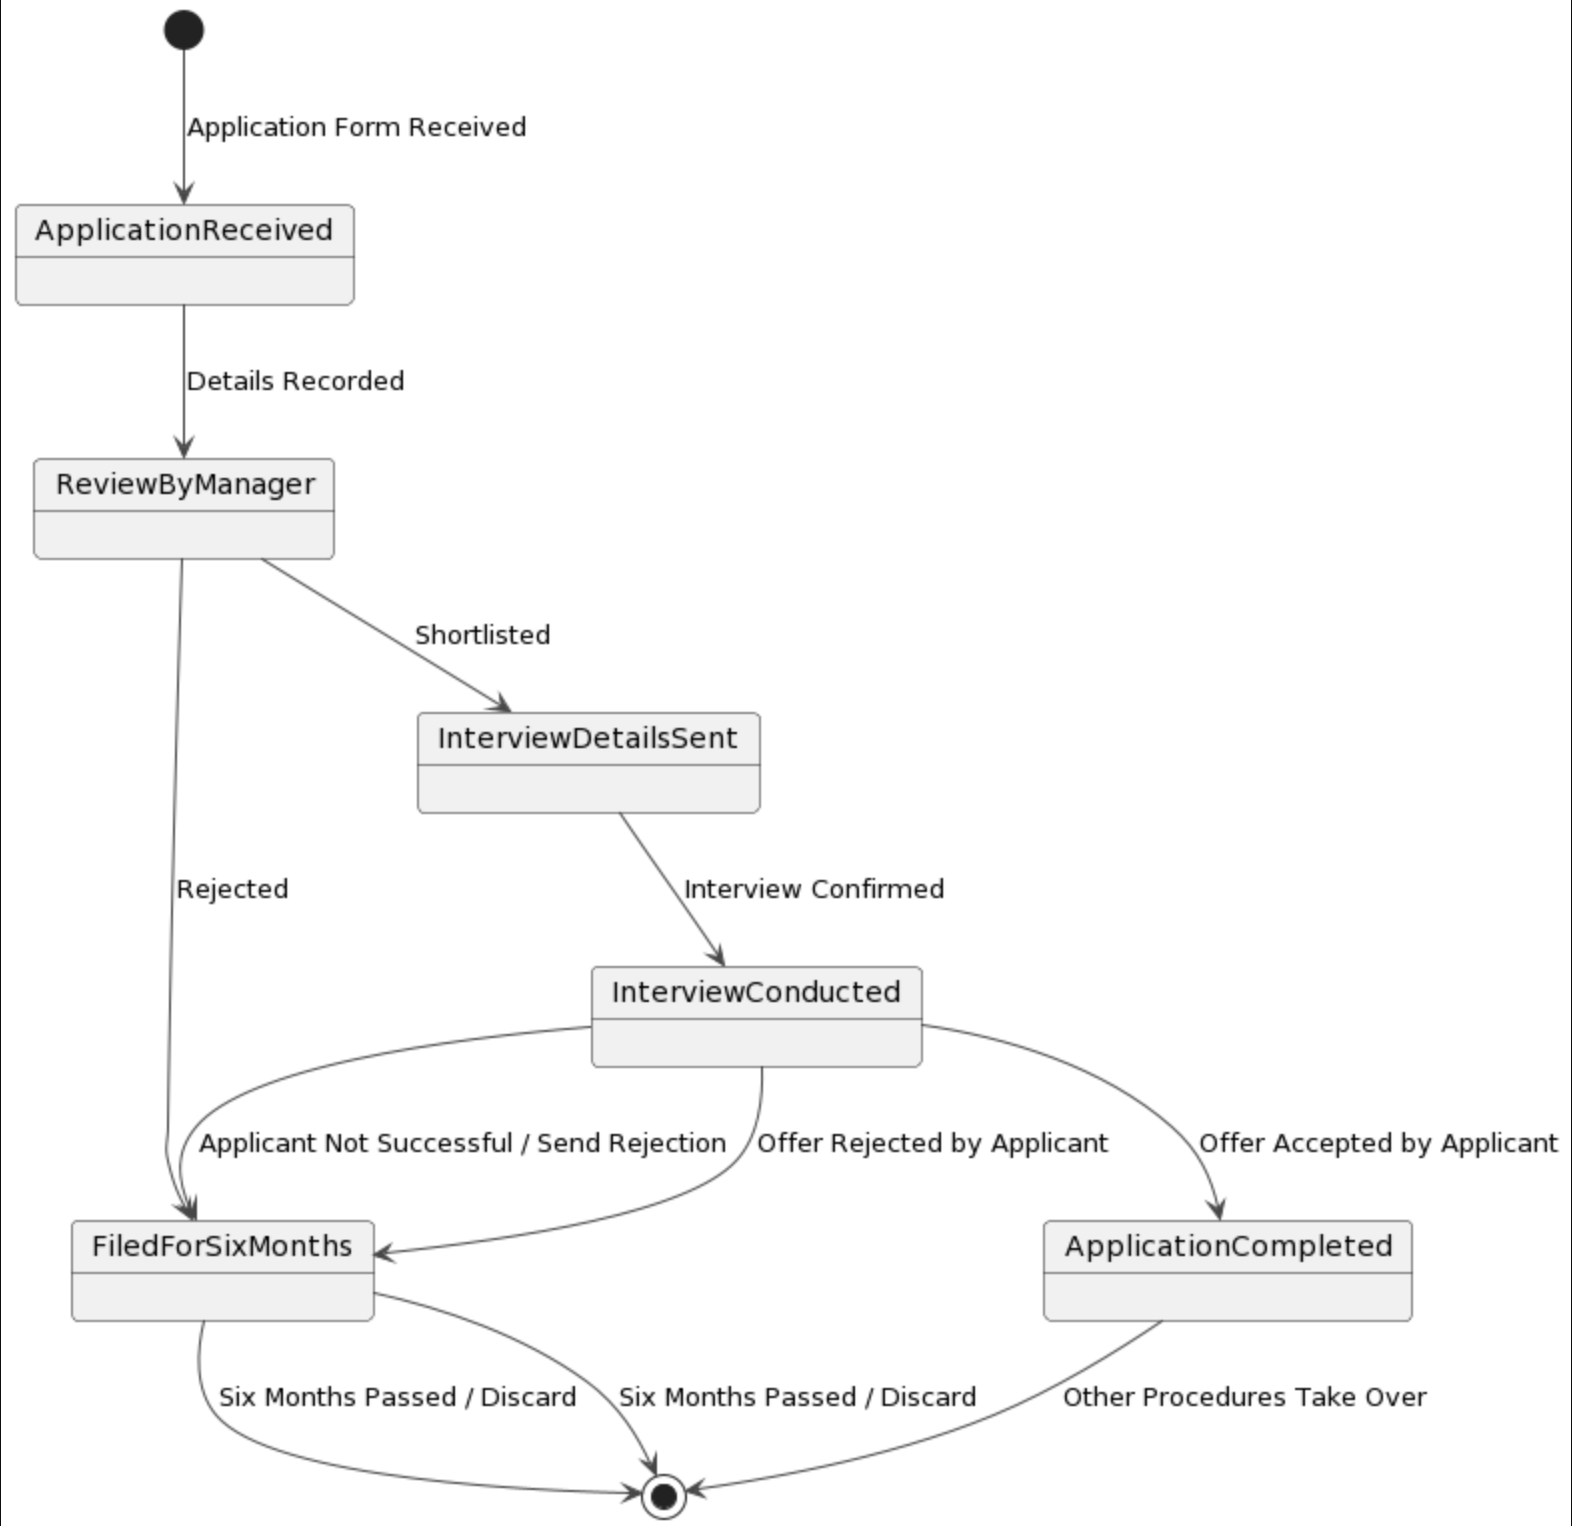 Application Form Received
ApplicationReceived
Details Recorded
ReviewByManager
Shortlisted
InterviewDetailsSent
Rejected
Interview Confirmed
InterviewConducted
Applicant Not Successful / Send Rejection
Offer Rejected by Applicant
Offer Accepted by Applicant
FiledForSixMonths
ApplicationCompleted
Six Months Passed / Discard
Six Months Passed / Discard
Other Procedures Take Over